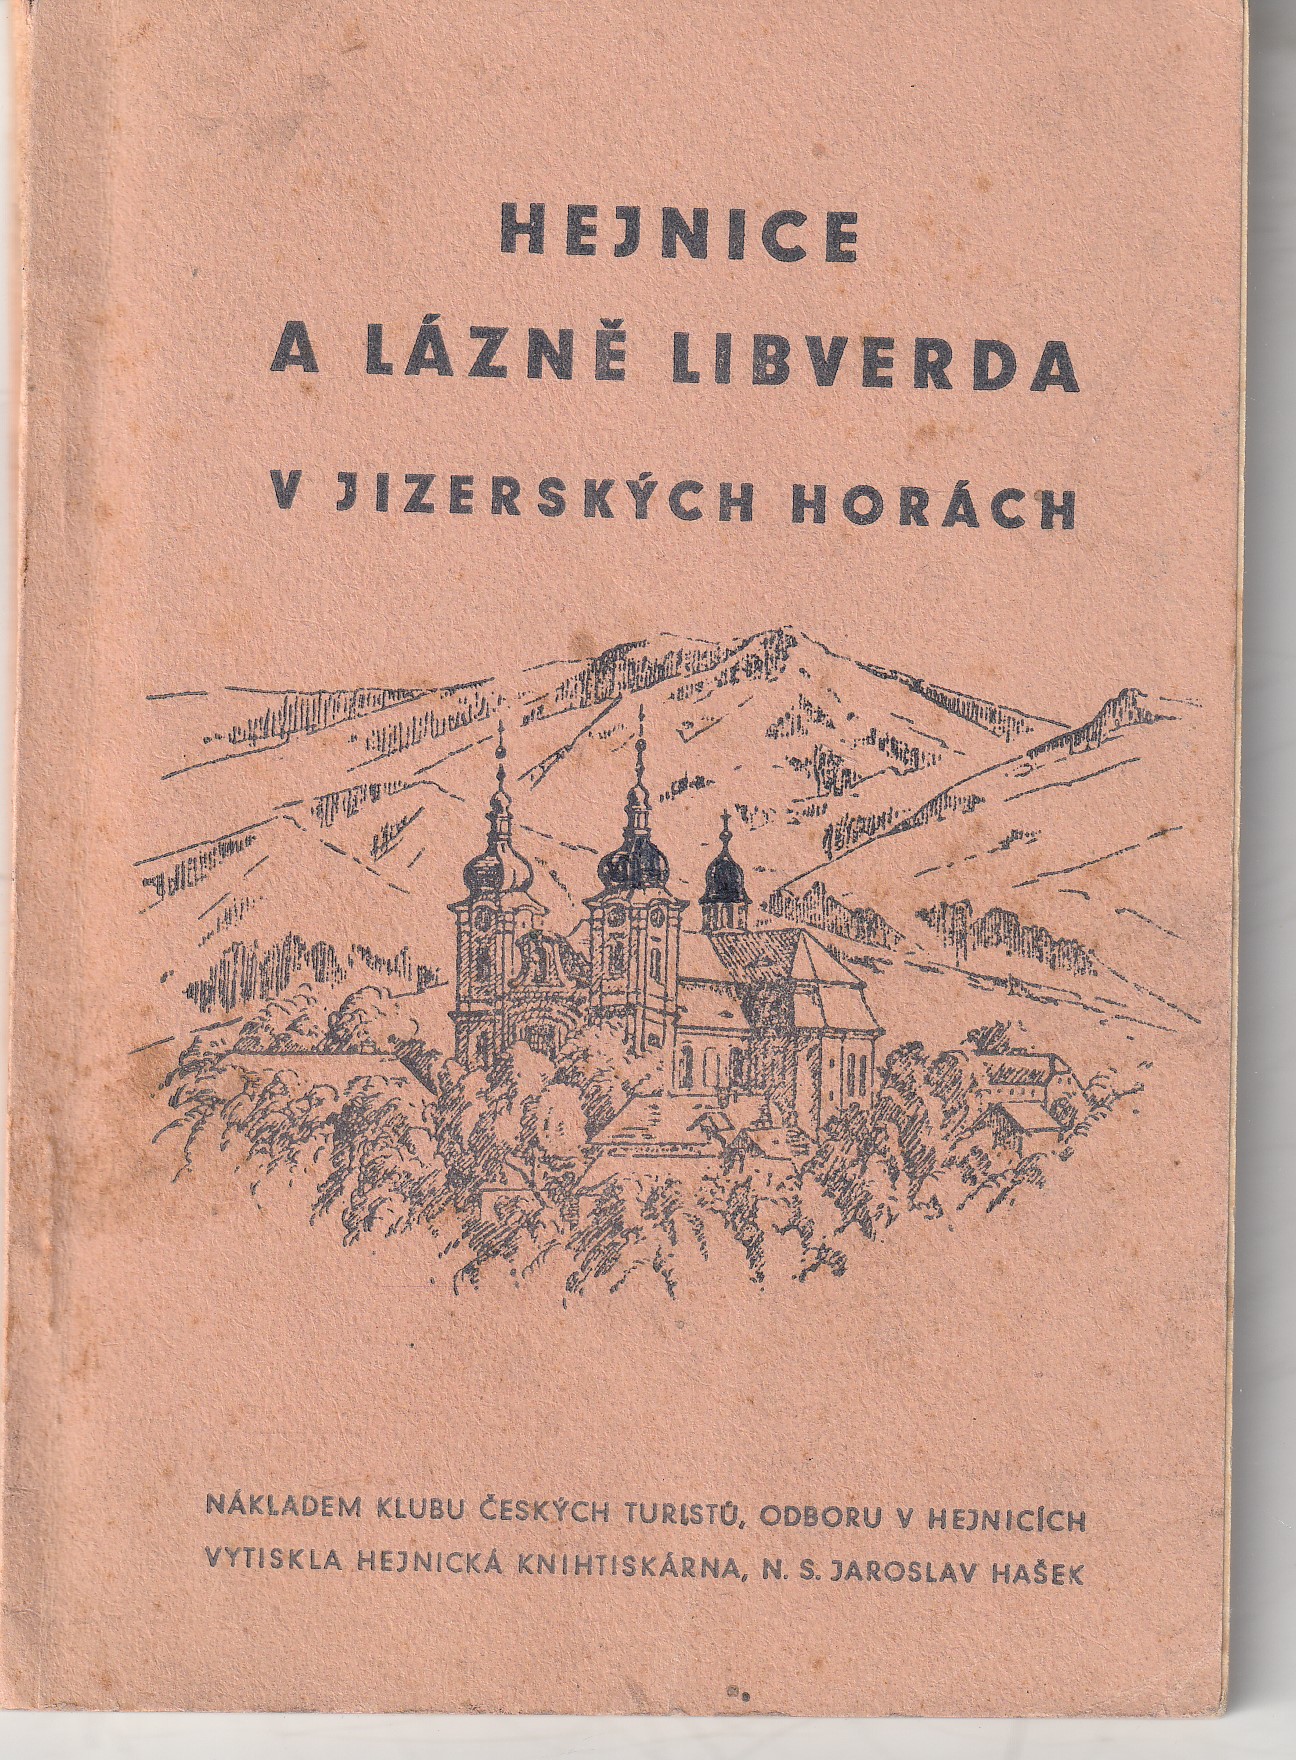 HEJNICE
A LÁZNĚ LIBVERDA
V JIZERSKÝCH HORÁCH
NÁKLADEM KLUBU ČESKÝCH TURISTŮ, ODBORU V HEJNICÍCH
VYTISKLA HEJNICKÁ KNIHTISKÁRNA, N. S. JAROSLAV HAŠEK